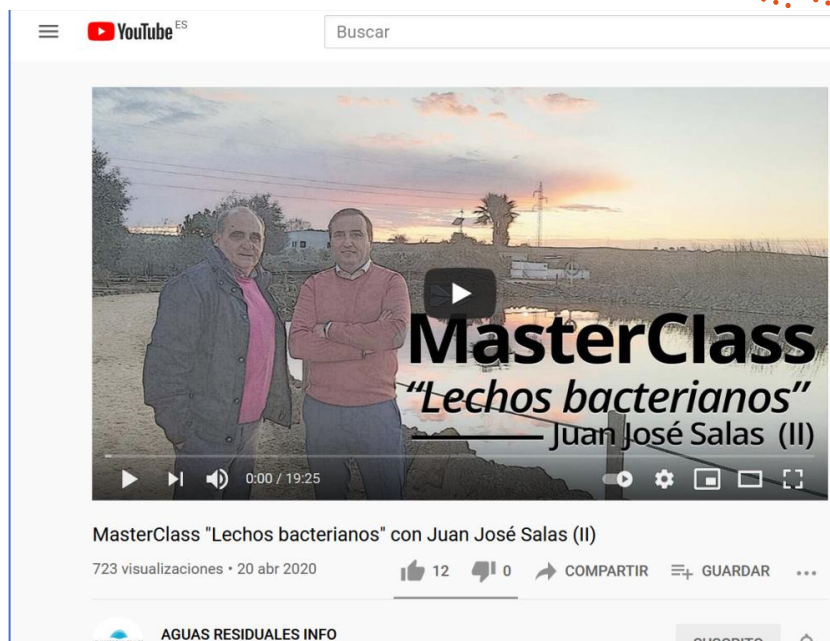 YouTube ES
Buscar
MasterClass
“Lechos bacterianos”
Juan José Salas (II)
0:00 / 19:25
MasterClass "Lechos bacterianos" con Juan José Salas (II)
723 visualizaciones • 20 abr 2020
12
0
COMPARTIR
GUARDAR
AGUAS RESIDUALES INFO
SUSCRITO